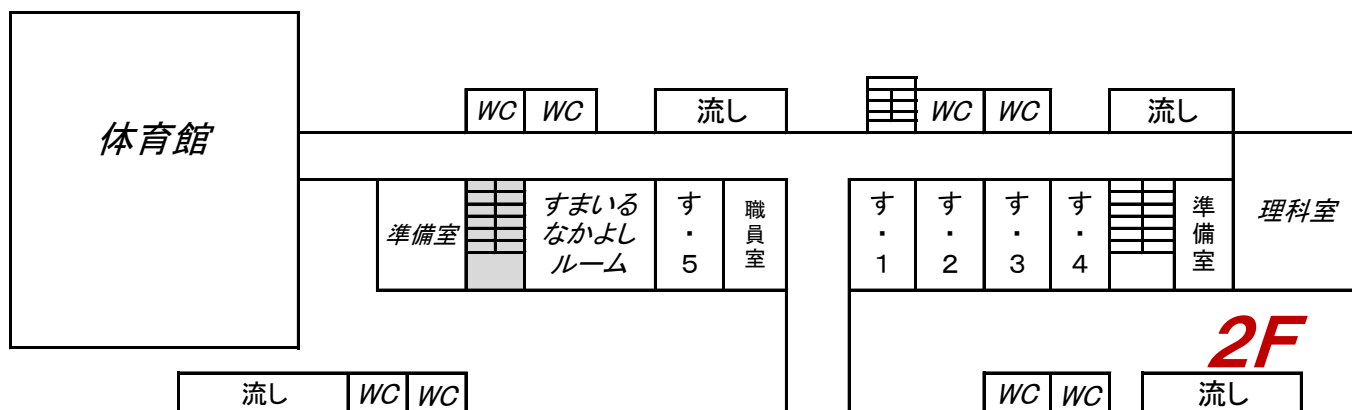 体育館
WC
WC
流し
WC
WC
流し
準備室
すまいる
なかよし
ルーム
す・5
職員室
す・1
す・2
す・3
す・4
準備室
理科室
2F
流し
WC
WC
WC
WC
流し